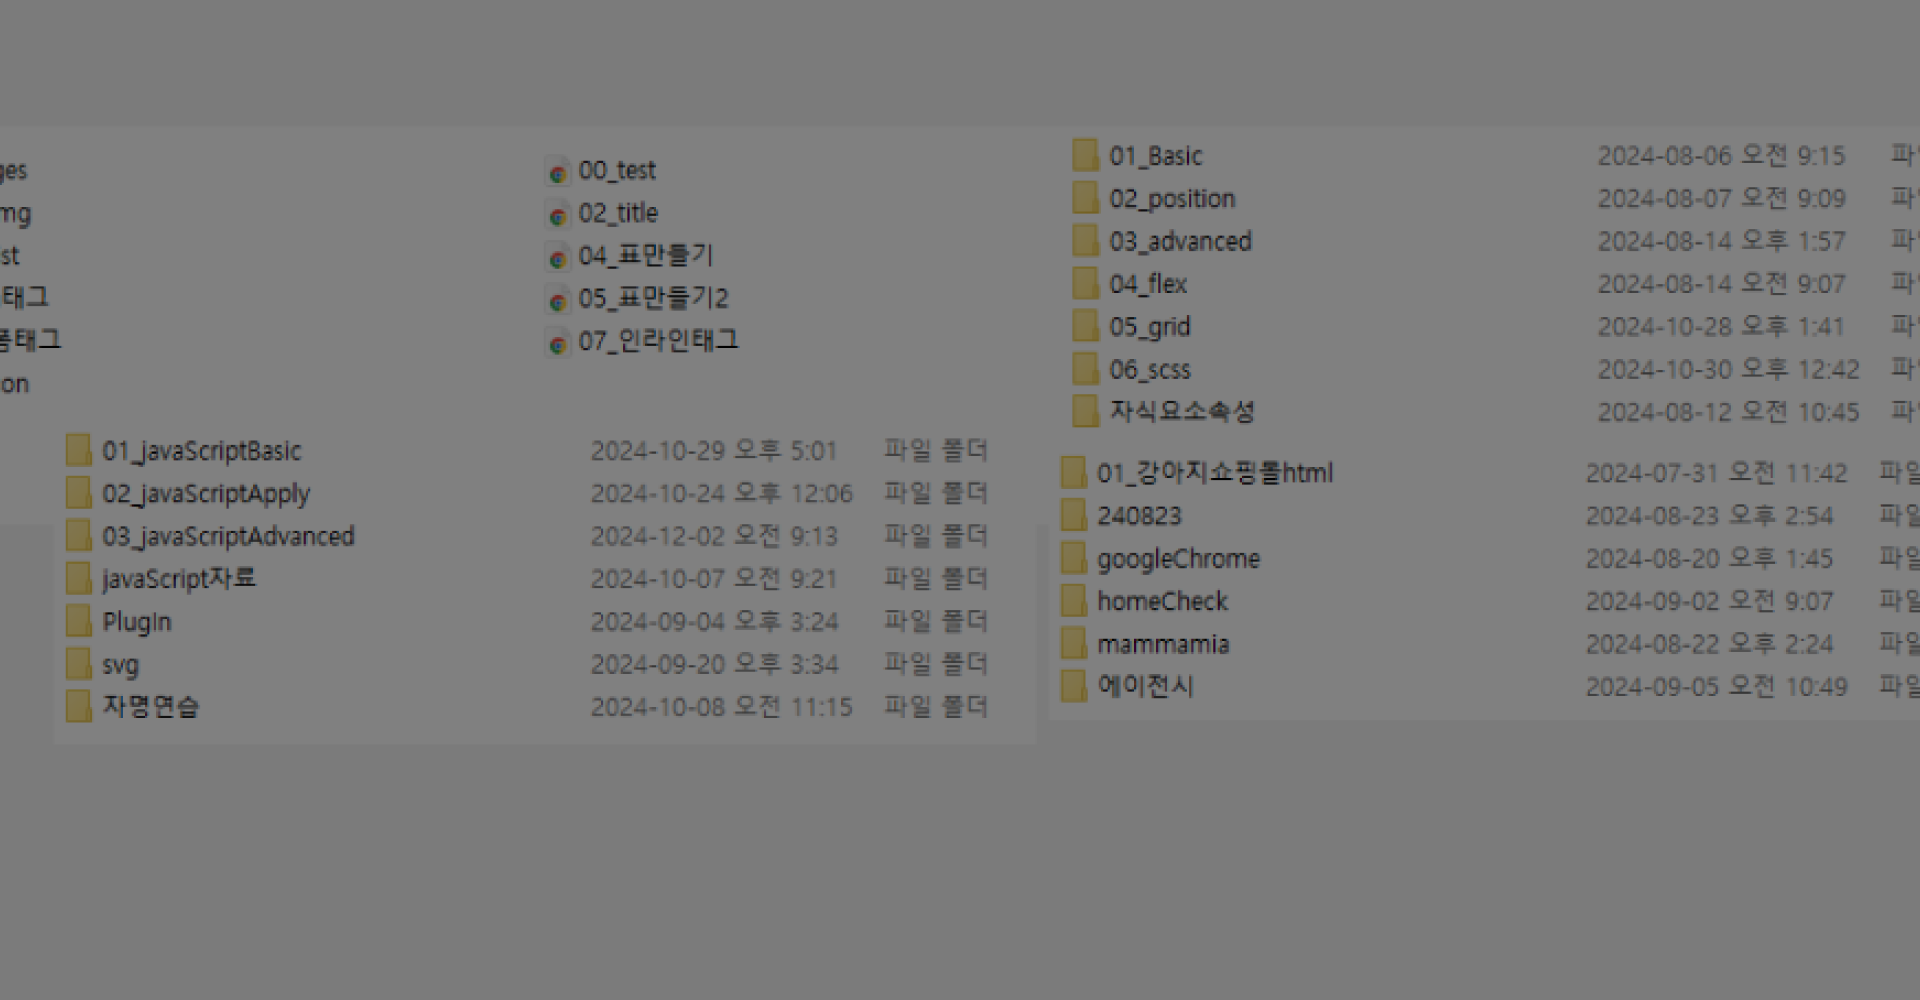 ges
mg
st
태그
폼태그
on
00_test
02_title
04_표만들기
05_표만들기2
07_인라인태그
01_javaScriptBasic 2024-10-29 오후 5:01 파일 폴더
02_javaScriptApply 2024-10-24 오후 12:06 파일 폴더
03_javaScriptAdvanced 2024-12-02 오전 9:13 파일 폴더
javaScript자료 2024-10-07 오전 9:21 파일 폴더
PlugIn 2024-09-04 오후 3:24 파일 폴더
svg 2024-09-20 오후 3:34 파일 폴더
자명연습 2024-10-08 오전 11:15 파일 폴더
01_Basic 2024-08-06 오전 9:15 파
02_position 2024-08-07 오전 9:09 파
03_advanced 2024-08-14 오후 1:57 파
04_flex 2024-08-14 오전 9:07 파
05_grid 2024-10-28 오후 1:41 파
06_scss 2024-10-30 오후 12:42 파
자식요소속성 2024-08-12 오전 10:45 파
01_강아지쇼핑몰html 2024-07-31 오전 11:42 파일
240823 2024-08-23 오후 2:54 파일
googleChrome 2024-08-20 오후 1:45 파일
homeCheck 2024-09-02 오전 9:07 파일
mammamia 2024-08-22 오후 2:24 파일
에이전시 2024-09-05 오전 10:49 파일